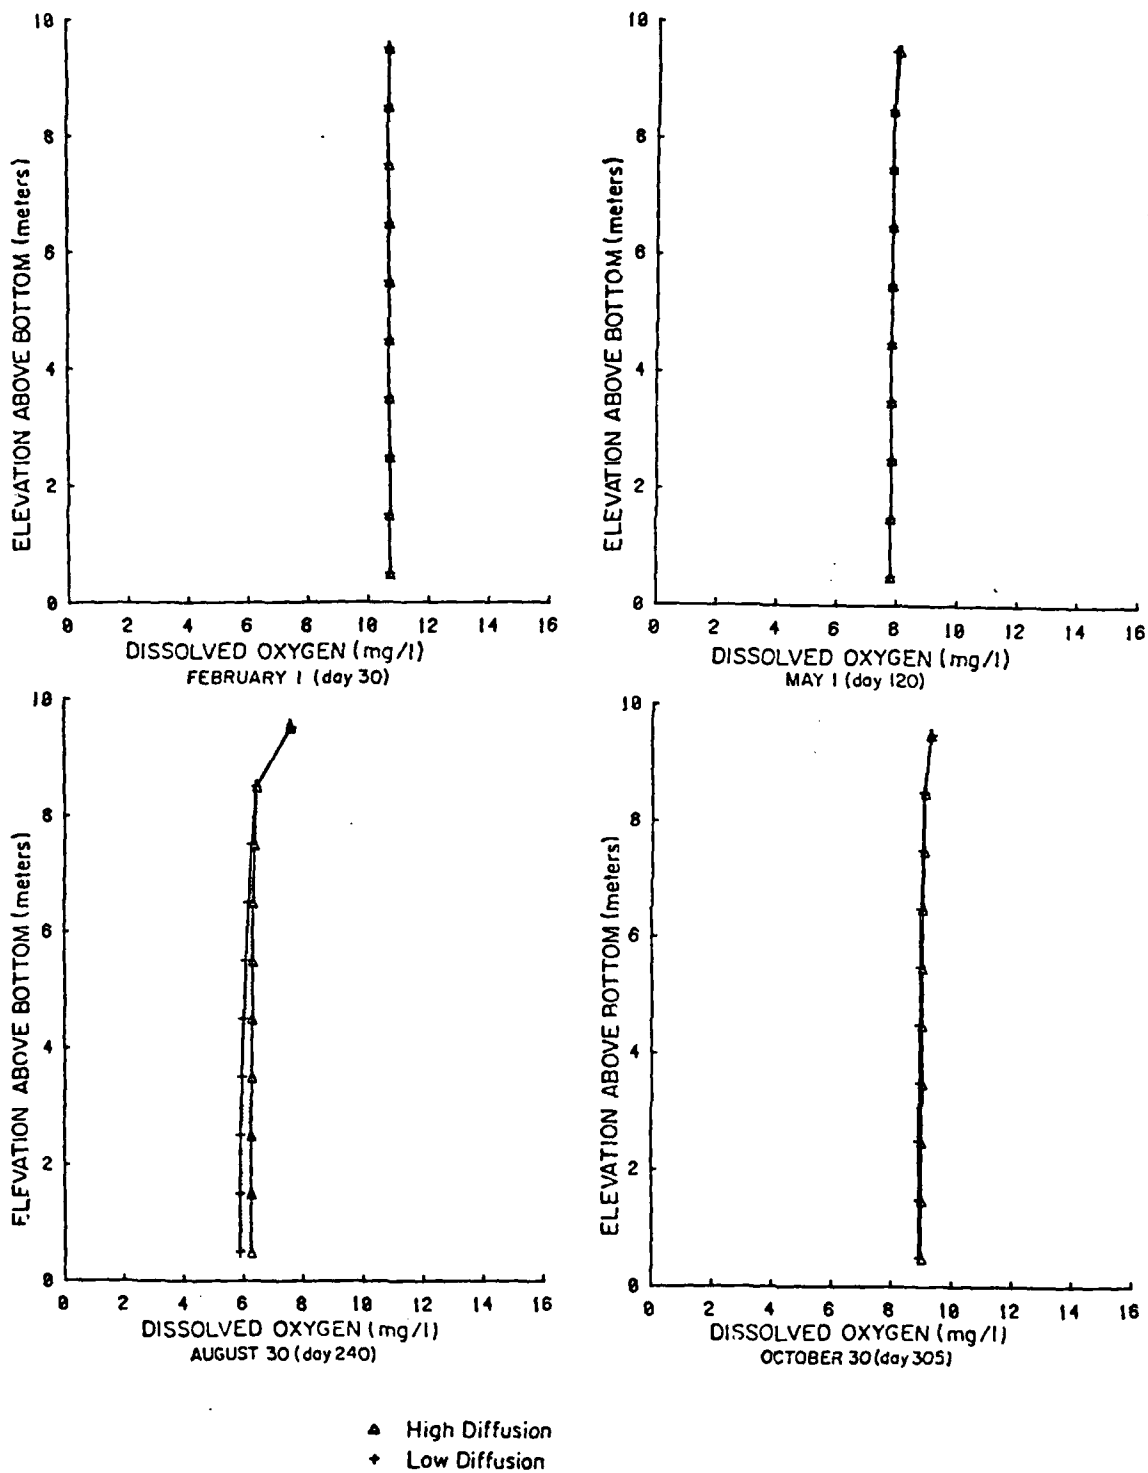 10
8
6
4
2
0
ELEVATION ABOVE BOTTOM (meters)
0 2 4 6 8 10 12 14 16
DISSOLVED OXYGEN (mg/l)
FEBRUARY 1 (day 30)
10
8
6
4
2
0
ELEVATION ABOVE BOTTOM (meters)
0 2 4 6 8 10 12 14 16
DISSOLVED OXYGEN (mg/l)
MAY 1 (day 120)
10
8
6
4
2
0
ELEVATION ABOVE BOTTOM (meters)
0 2 4 6 8 10 12 14 16
DISSOLVED OXYGEN (mg/l)
AUGUST 30 (day 240)
10
8
6
4
2
0
ELEVATION ABOVE BOTTOM (meters)
0 2 4 6 8 10 12 14 16
DISSOLVED OXYGEN (mg/l)
OCTOBER 30 (day 305)
High Diffusion
Low Diffusion